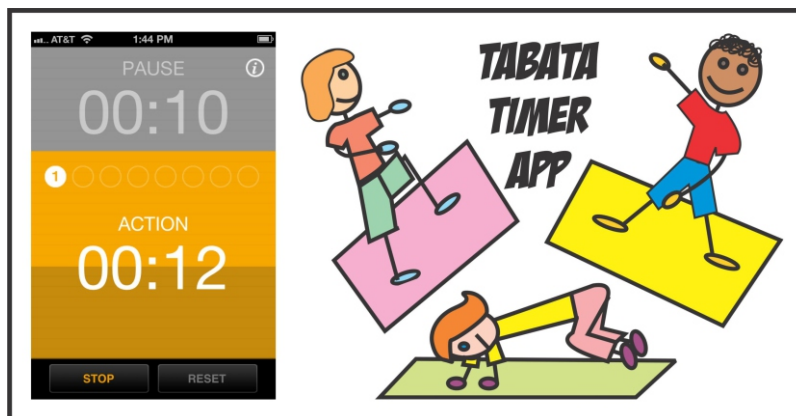 AT&T 1:44 PM
PAUSE
00:10
1
ACTION
00:12
STOP RESET
TABATA
TIMER
APP